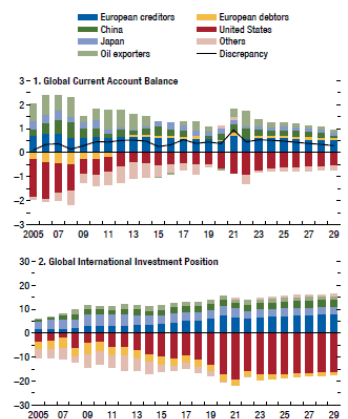 European creditors
European debtors
China
United States
Japan
Others
Oil exporters
Discrepancy
3 – 1. Global Current Account Balance
2 –
1 –
0
–1 –
–2 –
–3
2005 07 09 11 13 15 17 19 21 23 25 27 29
30 – 2. Global International Investment Position
20 –
10 –
0
–10 –
–20 –
–30
2005 07 09 11 13 15 17 19 21 23 25 27 29